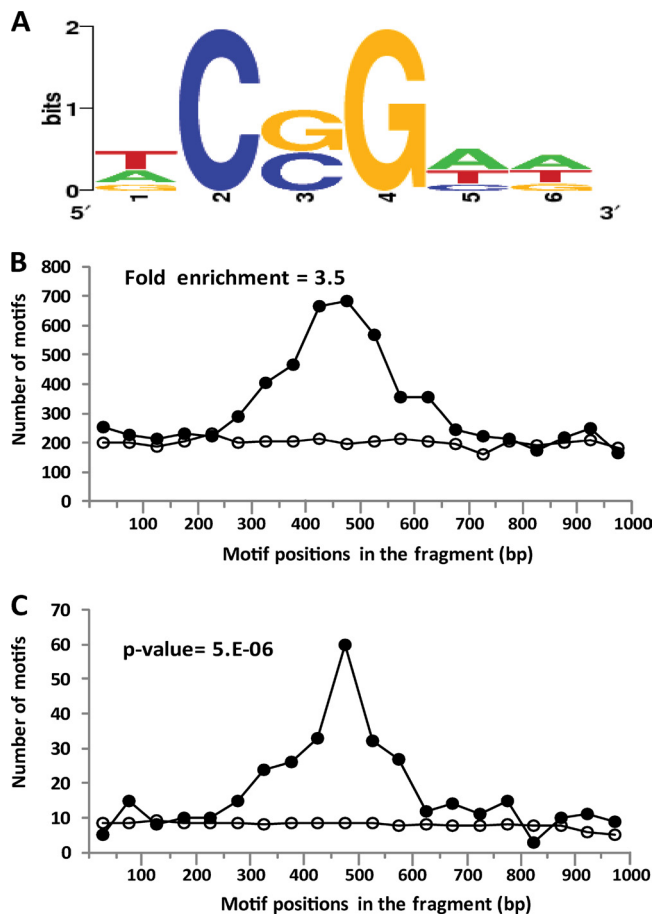 A
2
1
0
bits
T A G
C
G C
G
A T C
A T G
1 2 3 4 5 6
5′ 3′
B
Fold enrichment = 3.5
800
700
600
500
400
300
200
100
0
Number of motifs
100 200 300 400 500 600 700 800 900 1000
Motif positions in the fragment (bp)
C
p-value= 5.E-06
70
60
50
40
30
20
10
0
Number of motifs
100 200 300 400 500 600 700 800 900 1000
Motif positions in the fragment (bp)